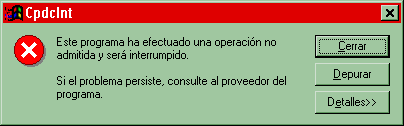 CpdcInt
Este programa ha efectuado una operación no
admitida y será interrumpido.
Si el problema persiste, consulte al proveedor del
programa.
Cerrar
Depurar
Detalles>>